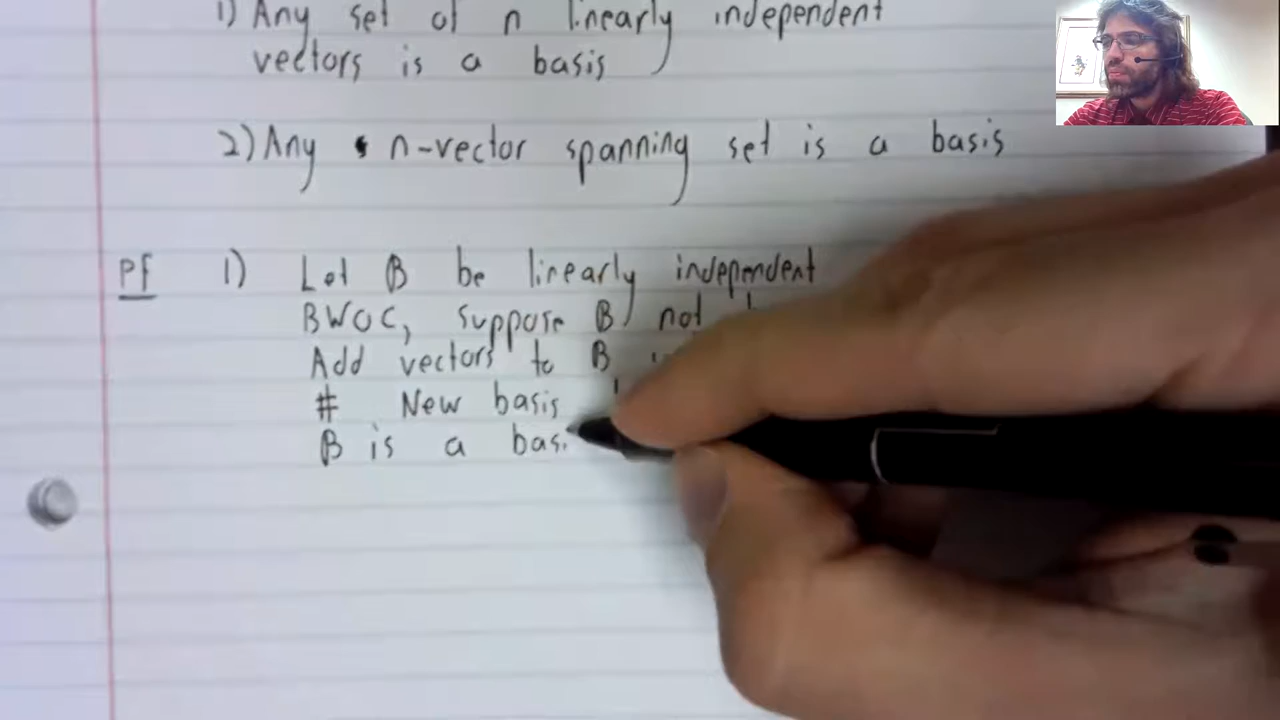 1) Any set of n linearly independent
vectors is a basis
2) Any n-vector spanning set is a basis
Pf 1) Let B be linearly independent
BWOC, suppose B not
Add vectors to B
# New basis
B is a basi